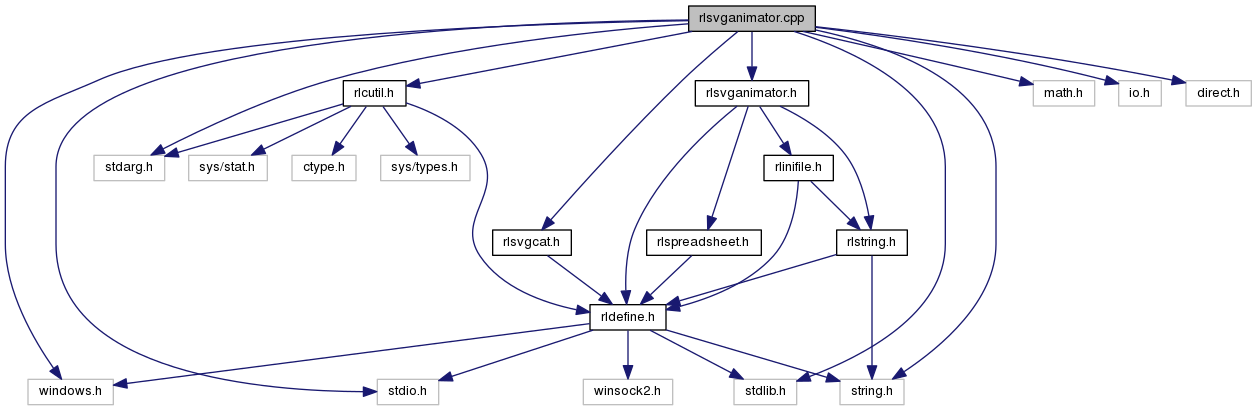 rlsvganimator.cpp
rlcutil.h
rlsvganimator.h
math.h
io.h
direct.h
stdarg.h
sys/stat.h
ctype.h
sys/types.h
rlinifile.h
rlsvgcat.h
rlspreadsheet.h
rlstring.h
rldefine.h
windows.h
stdio.h
winsock2.h
stdlib.h
string.h